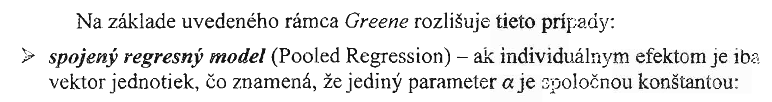 Na základe uvedeného rámca Greene rozlišuje tieto prípady:
➢ spojený regresný model (Pooled Regression) – ak individuálnym efektom je iba
vektor jednotiek, čo znamená, že jediný parameter α je spoločnou konštantou: